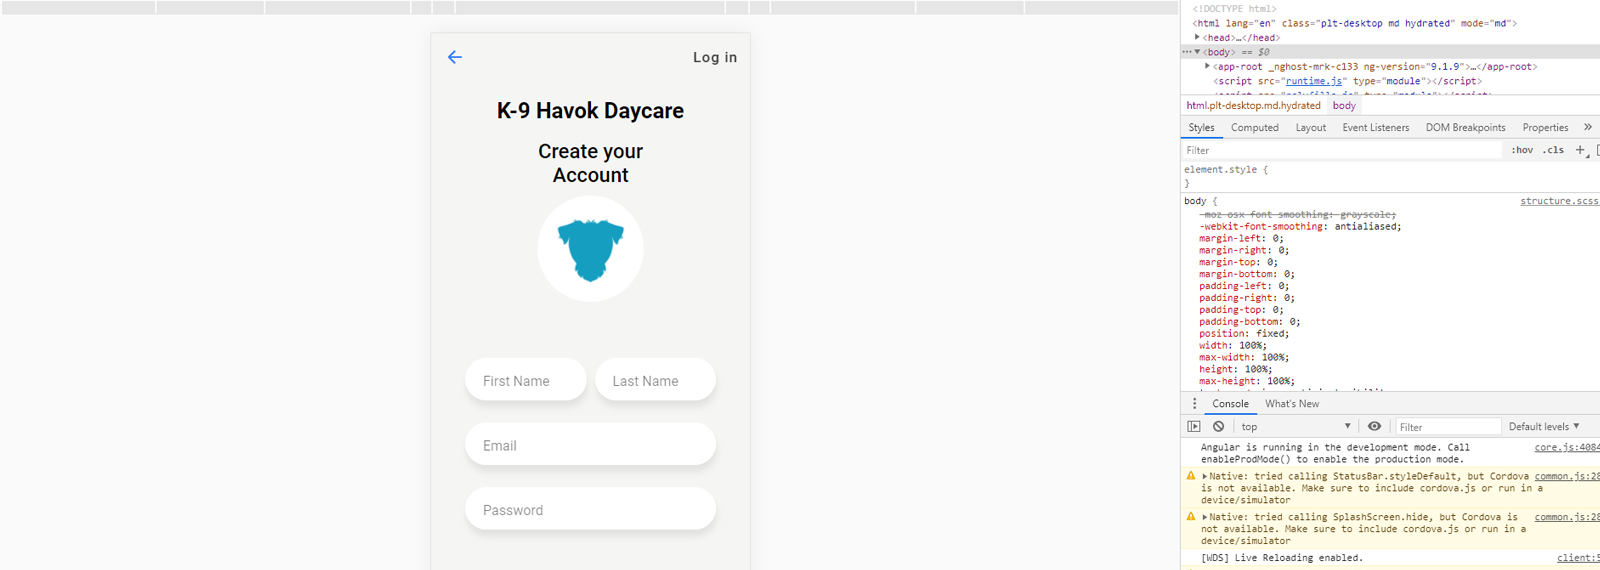 Log in
K-9 Havok Daycare
Create your
Account
First Name
Last Name
Email
Password
<!DOCTYPE html>
<html lang="en" class="plt-desktop md hydrated" mode="md">
<head>…</head>
<body> == $0
<app-root _nghost-mrk-c133 ng-version="9.1.9">…</app-root>
<script src="runtime.js" type="module"></script>
html.plt-desktop.md.hydrated body
Styles Computed Layout Event Listeners DOM Breakpoints Properties »
Filter :hov .cls +
element.style {
}
body { structure.scss
-moz-osx-font-smoothing: grayscale;
-webkit-font-smoothing: antialiased;
margin-left: 0;
margin-right: 0;
margin-top: 0;
margin-bottom: 0;
padding-left: 0;
padding-right: 0;
padding-top: 0;
padding-bottom: 0;
position: fixed;
width: 100%;
max-width: 100%;
height: 100%;
max-height: 100%;
Console What's New
top Filter Default levels
Angular is running in the development mode. Call core.js:4084
enableProdMode() to enable the production mode.
Native: tried calling StatusBar.styleDefault, but Cordova common.js:28
is not available. Make sure to include cordova.js or run in a
device/simulator
Native: tried calling SplashScreen.hide, but Cordova is common.js:28
not available. Make sure to include cordova.js or run in a
device/simulator
[WDS] Live Reloading enabled. client:5